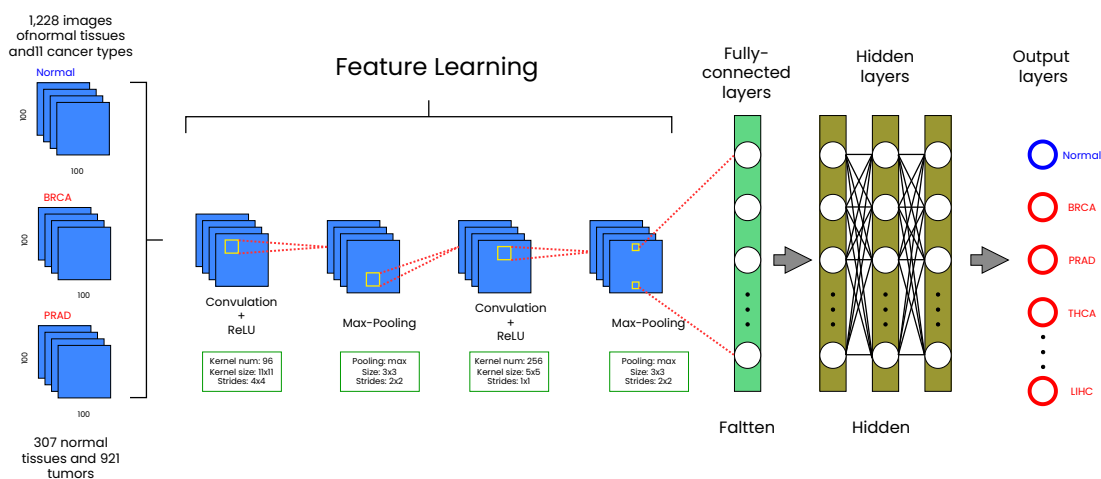 1,228 images
ofnormal tissues
and11 cancer types
Normal
100
100
BRCA
100
100
PRAD
100
100
307 normal
tissues and 921
tumors
Feature Learning
Convulation
+
ReLU
Kernel num: 96
Kernel size: 11x11
Strides: 4x4
Max-Pooling
Pooling: max
Size: 3x3
Strides: 2x2
Convulation
+
ReLU
Kernel num: 256
Kernel size: 5x5
Strides: 1x1
Max-Pooling
Pooling: max
Size: 3x3
Strides: 2x2
Fully-
connected
layers
Faltten
Hidden
layers
Hidden
Output
layers
Normal
BRCA
PRAD
THCA
LIHC